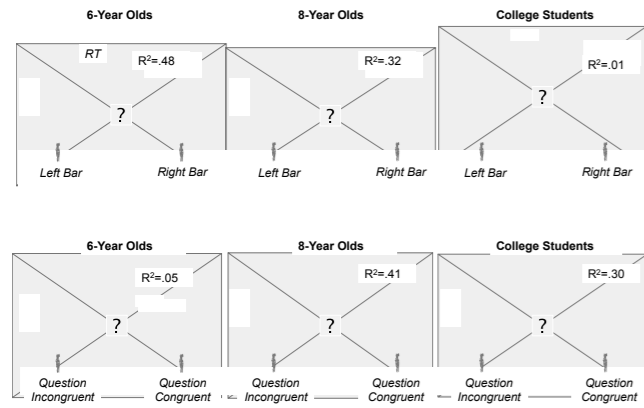 6-Year Olds 8-Year Olds College Students
RT R²=.48 R²=.32 R²=.01
? ? ?
Left Bar Right Bar Left Bar Right Bar Left Bar Right Bar
6-Year Olds 8-Year Olds College Students
R²=.05 R²=.41 R²=.30
? ? ?
Question Question Question Question Question Question
Incongruent Congruent Incongruent Congruent Incongruent Congruent